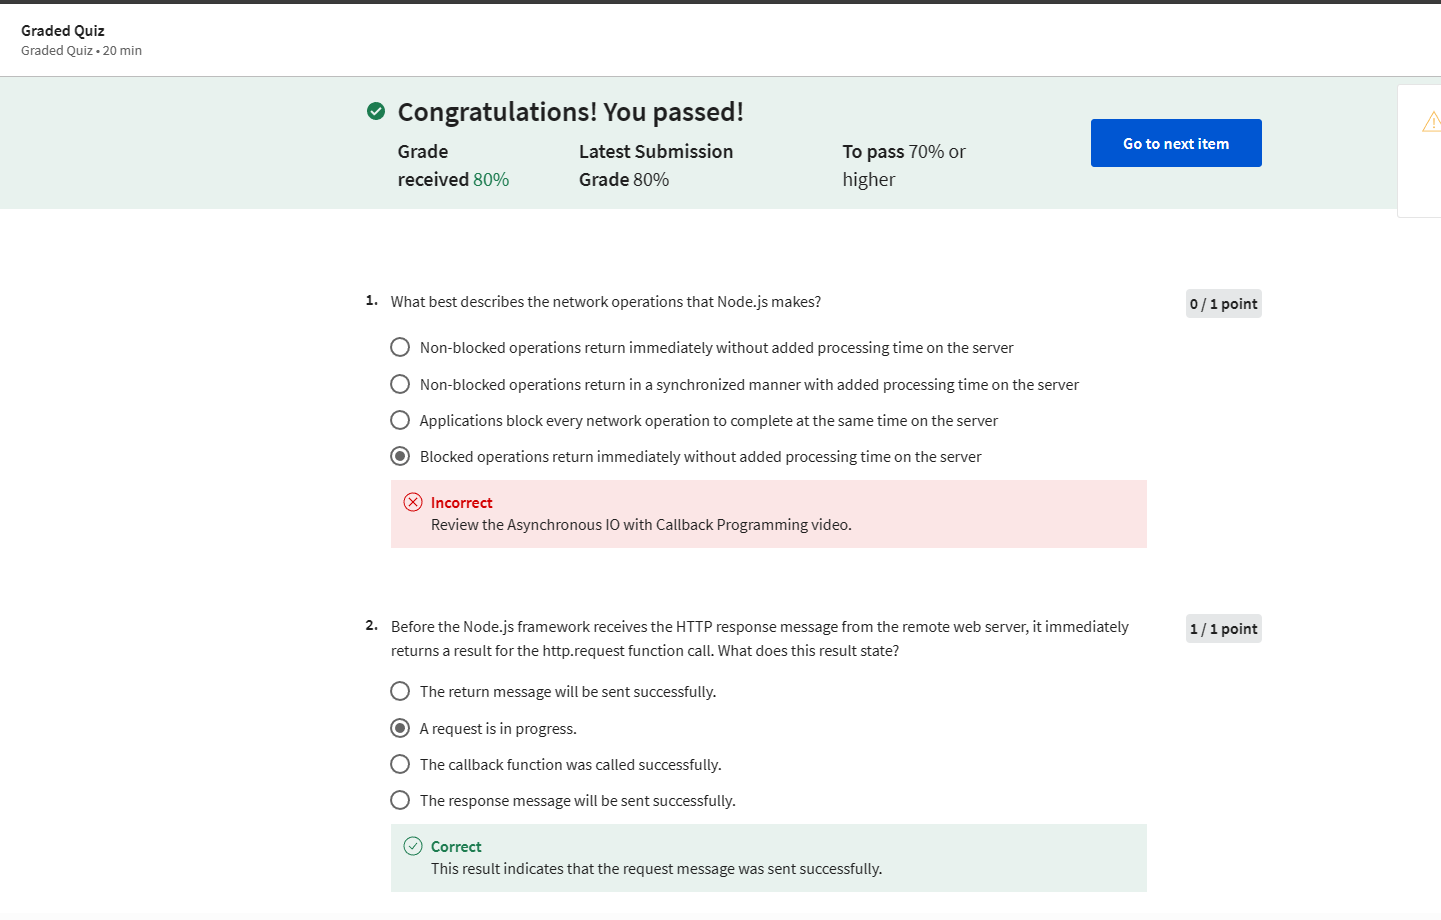 Graded Quiz
Graded Quiz • 20 min
Congratulations! You passed!
Grade
received 80%
Latest Submission
Grade 80%
To pass 70% or
higher
Go to next item
1. What best describes the network operations that Node.js makes?
0 / 1 point
Non-blocked operations return immediately without added processing time on the server
Non-blocked operations return in a synchronized manner with added processing time on the server
Applications block every network operation to complete at the same time on the server
Blocked operations return immediately without added processing time on the server
Incorrect
Review the Asynchronous IO with Callback Programming video.
2. Before the Node.js framework receives the HTTP response message from the remote web server, it immediately
returns a result for the http.request function call. What does this result state?
1 / 1 point
The return message will be sent successfully.
A request is in progress.
The callback function was called successfully.
The response message will be sent successfully.
Correct
This result indicates that the request message was sent successfully.